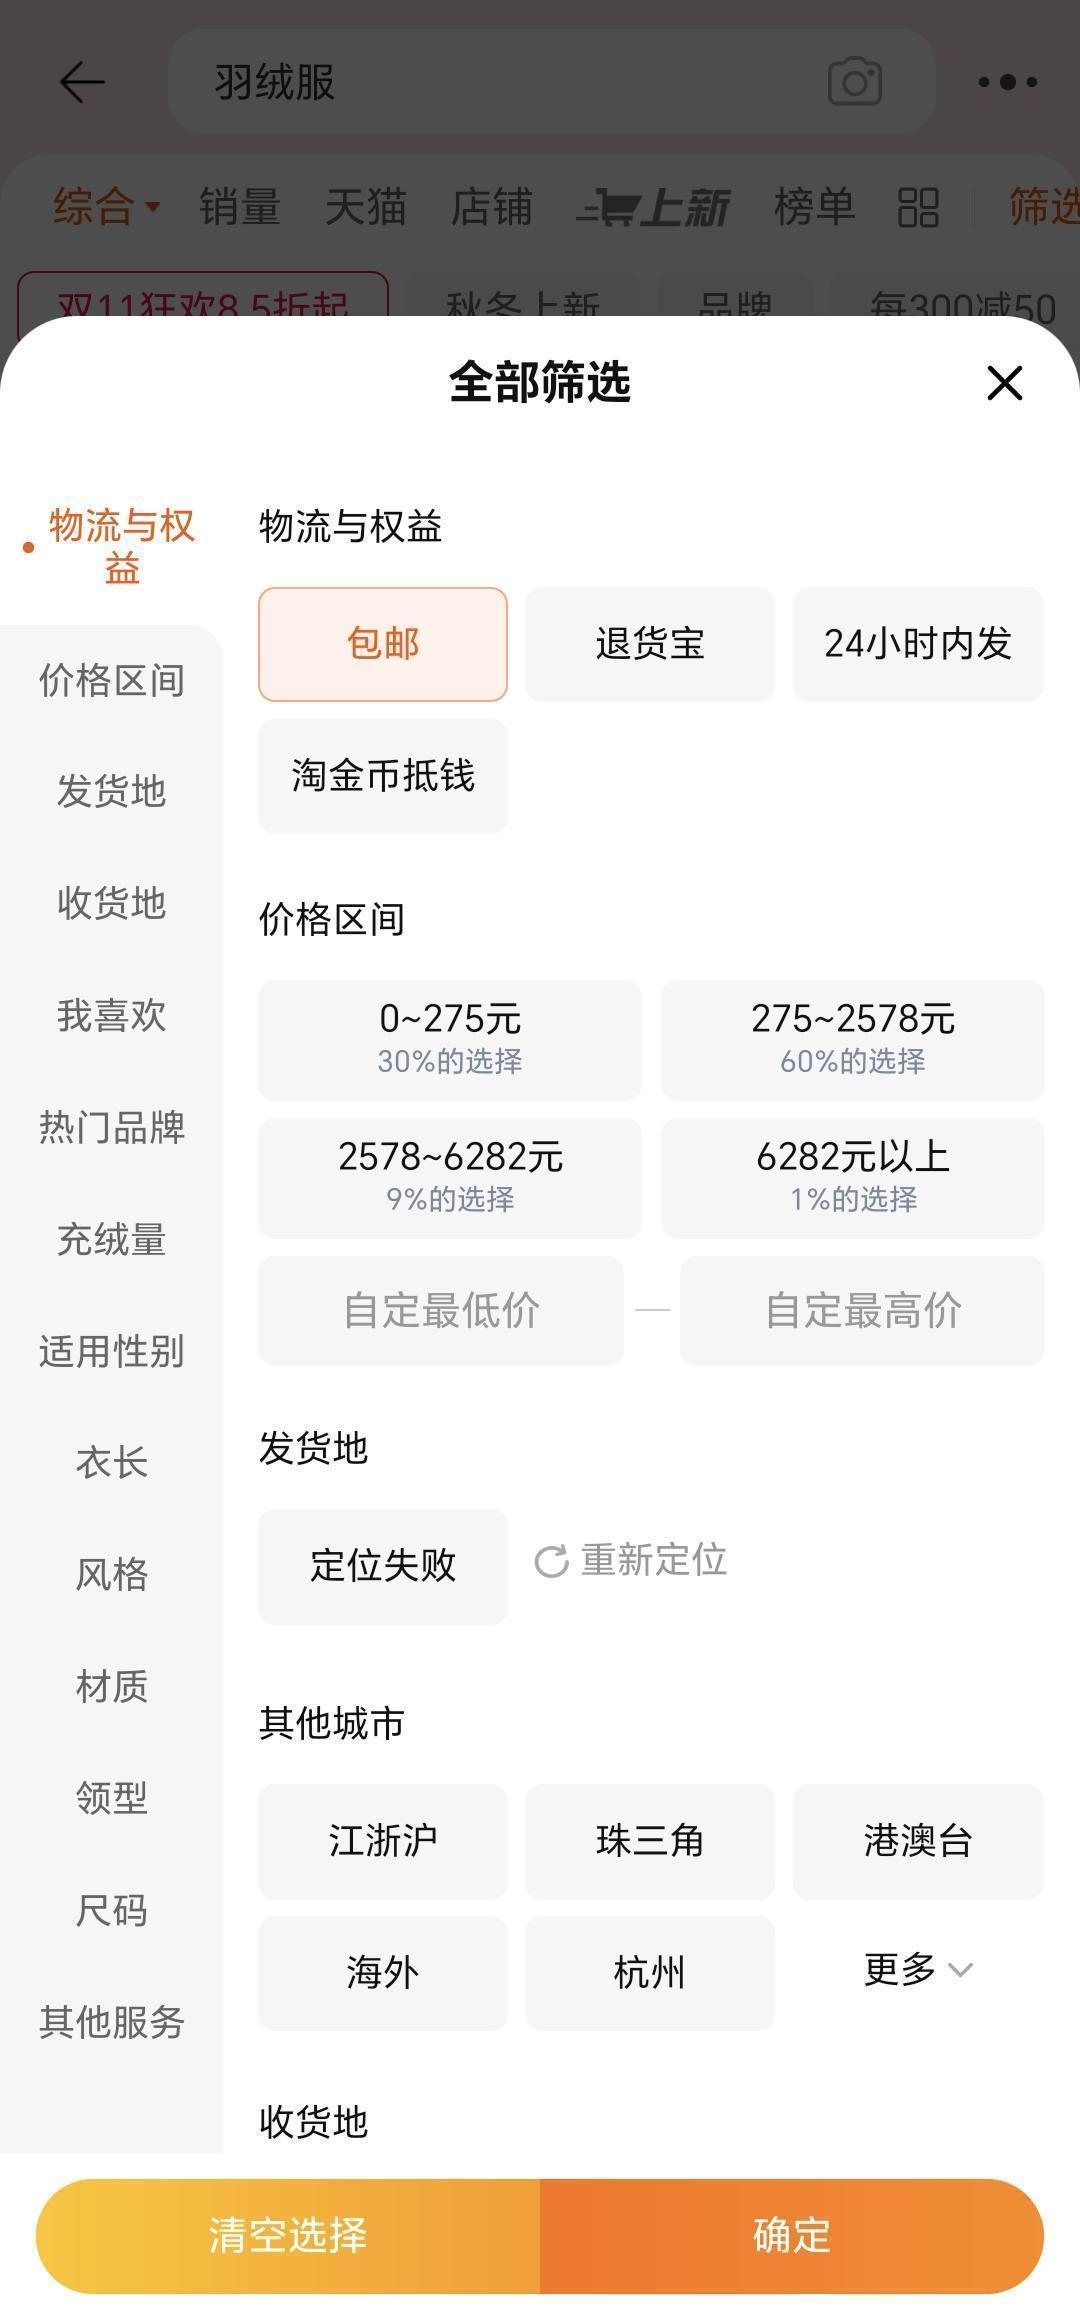 羽绒服
综合 销量 天猫 店铺 上新 榜单 筛选
双11狂欢8.5折起 秋冬上新 品牌 每300减50
全部筛选
物流与权
益
价格区间
发货地
收货地
我喜欢
热门品牌
充绒量
适用性别
衣长
风格
材质
领型
尺码
其他服务
物流与权益
包邮 退货宝 24小时内发
淘金币抵钱
价格区间
0~275元 275~2578元
30%的选择 60%的选择
2578~6282元 6282元以上
9%的选择 1%的选择
自定最低价 — 自定最高价
发货地
定位失败 重新定位
其他城市
江浙沪 珠三角 港澳台
海外 杭州 更多
收货地
清空选择 确定